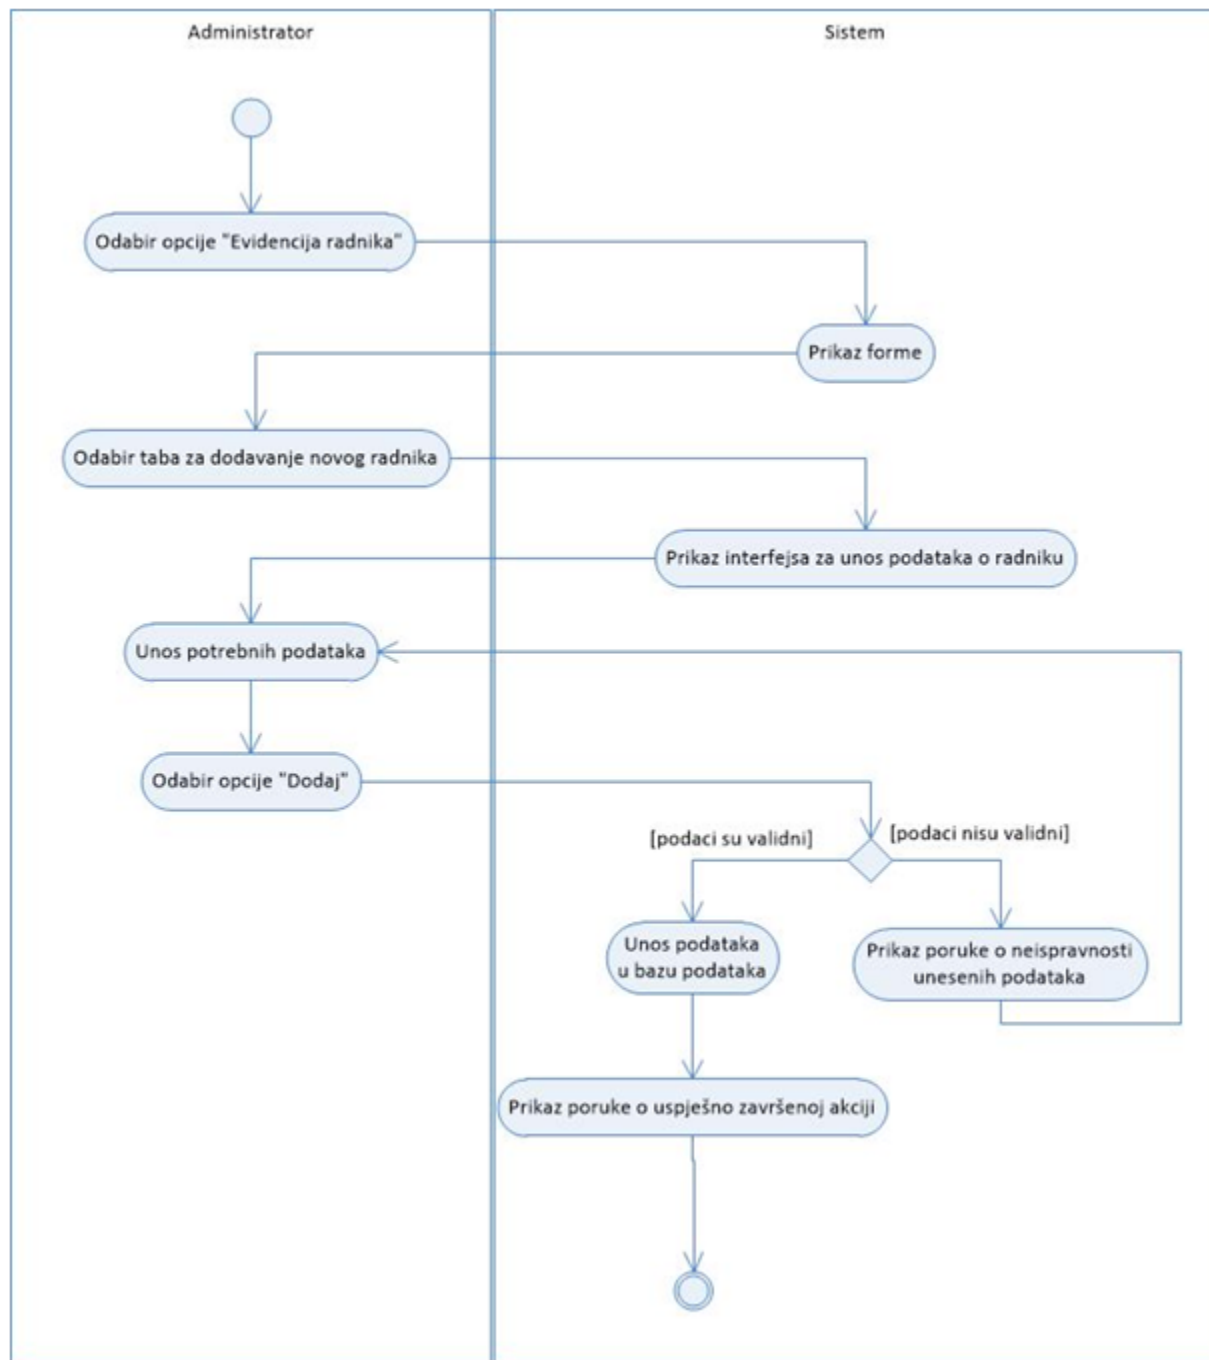 Administrator
Sistem
Odabir opcije "Evidencija radnika"
Prikaz forme
Odabir taba za dodavanje novog radnika
Prikaz interfejsa za unos podataka o radniku
Unos potrebnih podataka
Odabir opcije "Dodaj"
[podaci su validni]
[podaci nisu validni]
Unos podataka
u bazu podataka
Prikaz poruke o neispravnosti
unesenih podataka
Prikaz poruke o uspješno završenoj akciji